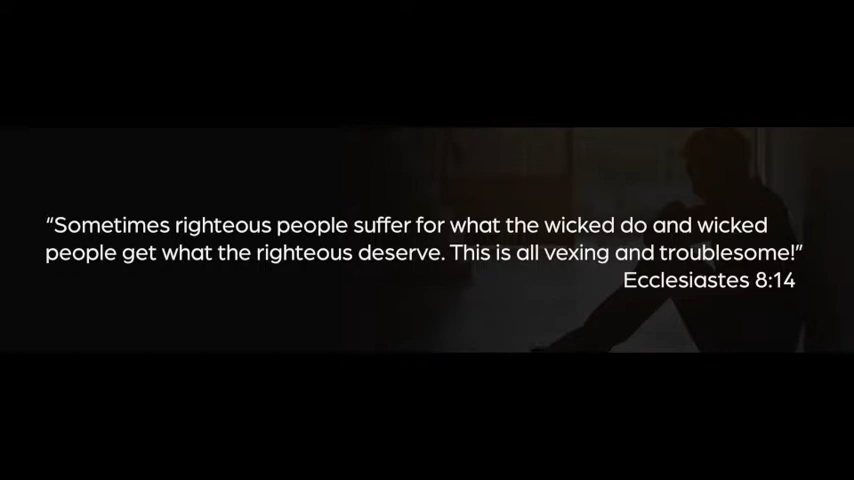 “Sometimes righteous people suffer for what the wicked do and wicked
people get what the righteous deserve. This is all vexing and troublesome!”
Ecclesiastes 8:14